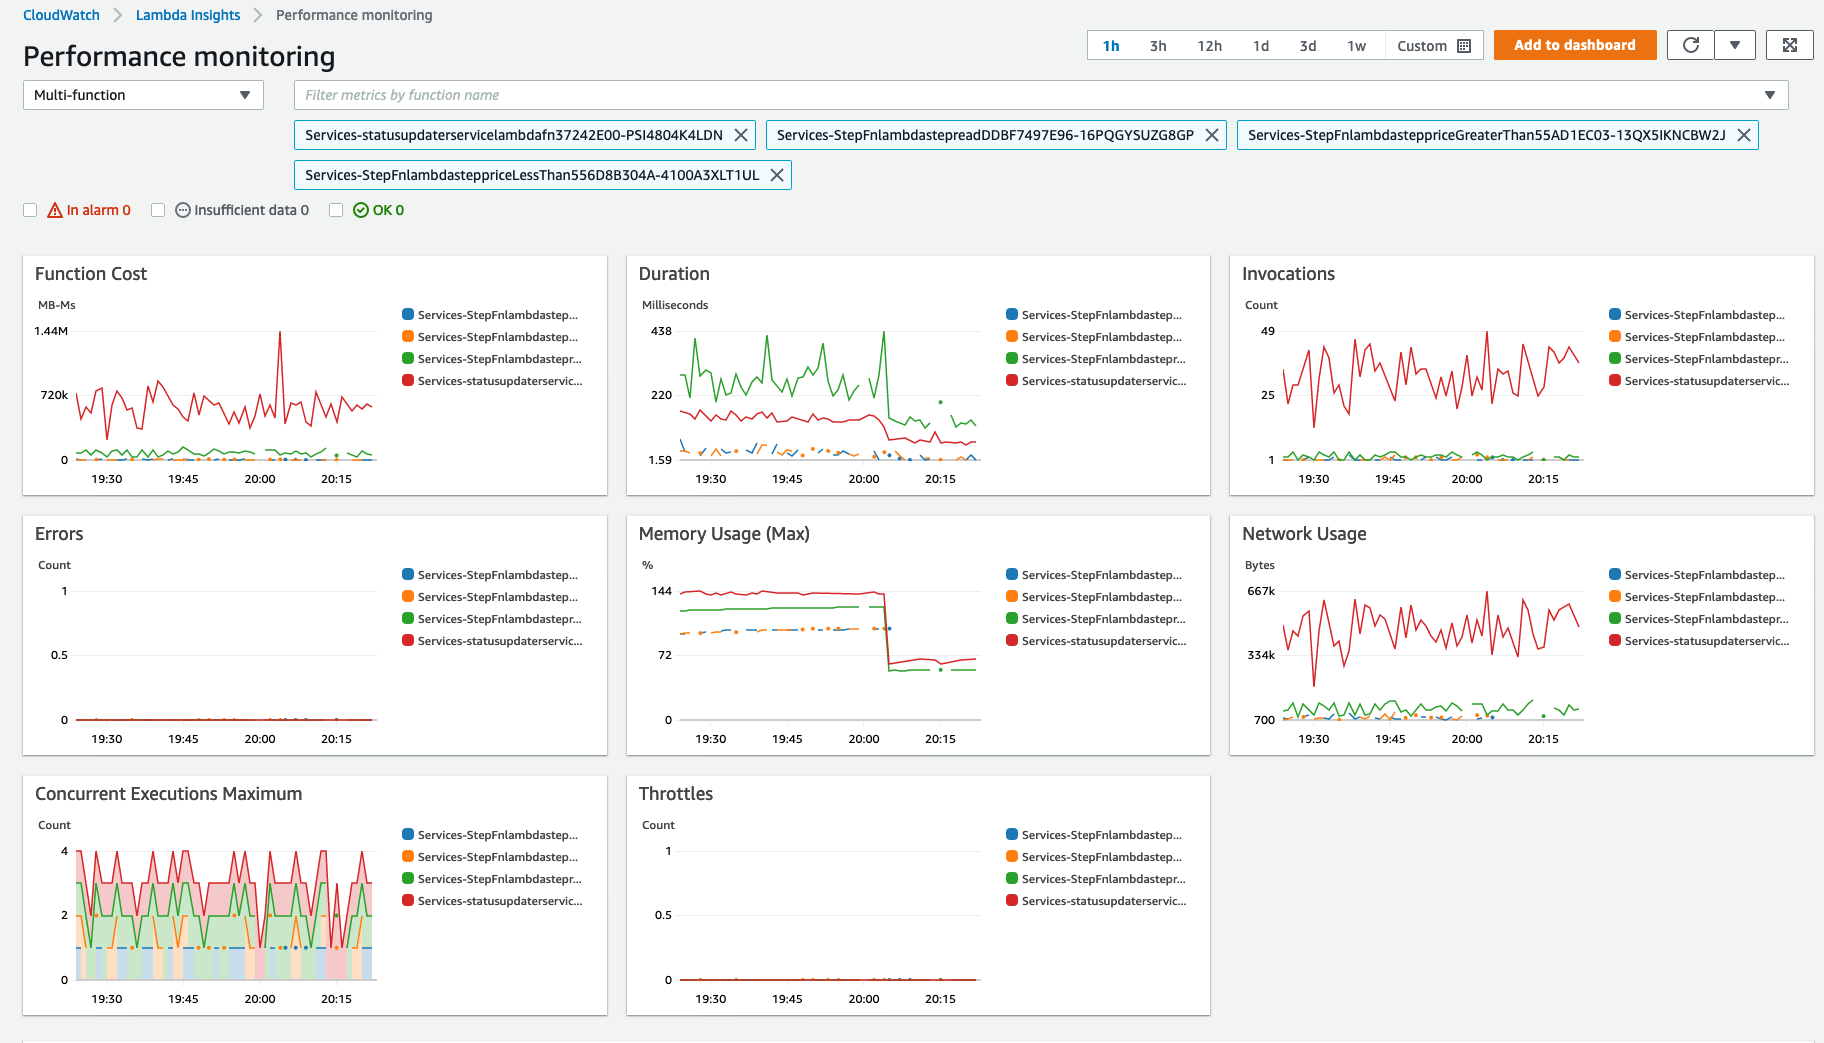 CloudWatch > Lambda Insights > Performance monitoring
Performance monitoring
1h 3h 12h 1d 3d 1w Custom
Add to dashboard
Multi-function
Filter metrics by function name
Services-statusupdaterservicelambdafn37242E00-PSI4804K4LDN
Services-StepFnlambdastepreadDDBF7497E96-16PQGYSUZG8GP
Services-StepFnlambdasteppriceGreaterThan55AD1EC03-13QX5IKNCBW2J
Services-StepFnlambdasteppriceLessThan556D8B304A-4100A3XLT1UL
In alarm 0 Insufficient data 0 OK 0
Function Cost
MB-Ms
1.44M
720k
0
19:30 19:45 20:00 20:15
Services-StepFnlambdastep...
Services-StepFnlambdastep...
Services-StepFnlambdastepr...
Services-statusupdaterservic...
Duration
Milliseconds
438
220
1.59
19:30 19:45 20:00 20:15
Services-StepFnlambdastep...
Services-StepFnlambdastep...
Services-StepFnlambdastepr...
Services-statusupdaterservic...
Invocations
Count
49
25
1
19:30 19:45 20:00 20:15
Services-StepFnlambdastep...
Services-StepFnlambdastep...
Services-StepFnlambdastepr...
Services-statusupdaterservic...
Errors
Count
1
0.5
0
19:30 19:45 20:00 20:15
Services-StepFnlambdastep...
Services-StepFnlambdastep...
Services-StepFnlambdastepr...
Services-statusupdaterservic...
Memory Usage (Max)
%
144
72
0
19:30 19:45 20:00 20:15
Services-StepFnlambdastep...
Services-StepFnlambdastep...
Services-StepFnlambdastepr...
Services-statusupdaterservic...
Network Usage
Bytes
667k
334k
700
19:30 19:45 20:00 20:15
Services-StepFnlambdastep...
Services-StepFnlambdastep...
Services-StepFnlambdastepr...
Services-statusupdaterservic...
Concurrent Executions Maximum
Count
4
2
0
19:30 19:45 20:00 20:15
Services-StepFnlambdastep...
Services-StepFnlambdastep...
Services-StepFnlambdastepr...
Services-statusupdaterservic...
Throttles
Count
1
0.5
0
19:30 19:45 20:00 20:15
Services-StepFnlambdastep...
Services-StepFnlambdastep...
Services-StepFnlambdastepr...
Services-statusupdaterservic...